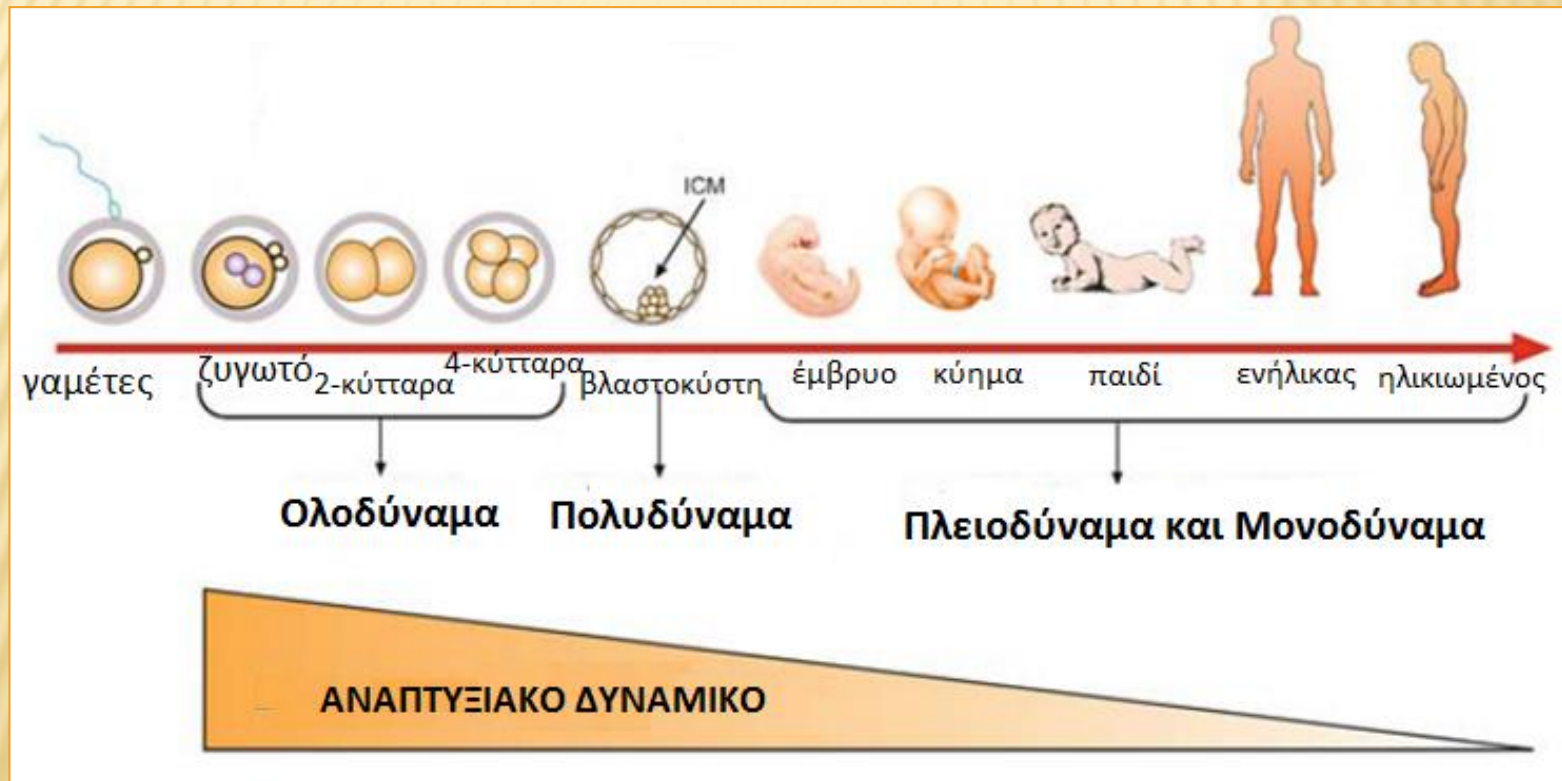 ICM
γαμέτες ζυγωτό 2-κύτταρα 4-κύτταρα βλαστοκύστη έμβρυο κύημα παιδί ενήλικας ηλικιωμένος
Ολοδύναμα Πολυδύναμα Πλειοδύναμα και Μονοδύναμα
ΑΝΑΠΤΥΞΙΑΚΟ ΔΥΝΑΜΙΚΟ